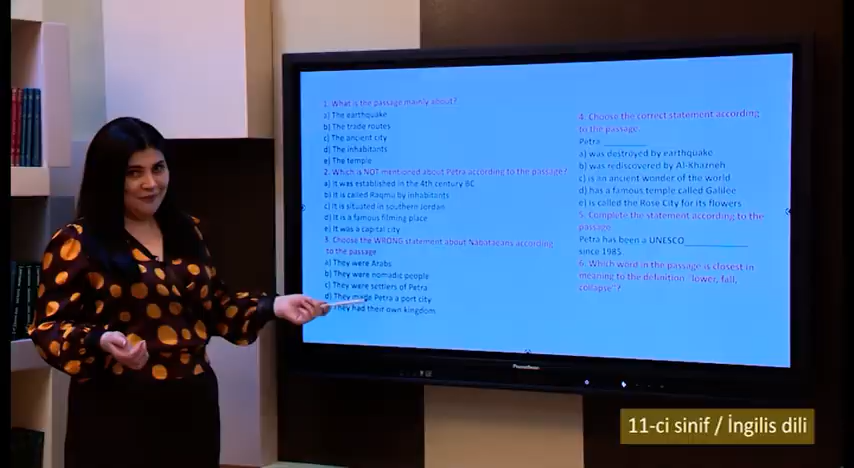 1. What is the passage mainly about?
a) The earthquake
b) The trade routes
c) The ancient city
d) The inhabitants
e) The temple
2. Which is NOT mentioned about Petra according to the passage?
a) It was established in the 4th century BC
b) It is called Raqmu by inhabitants
c) It is situated in southern Jordan
d) It is a famous filming place
e) It was a capital city
3. Choose the WRONG statement about Nabataeans according
to the passage
a) They were Arabs
b) They were nomadic people
c) They were settlers of Petra
d) They made Petra a port city
They had their own kingdom
4. Choose the correct statement according
to the passage.
Petra ________
a) was destroyed by earthquake
b) was rediscovered by Al-Khazneh
c) is an ancient wonder of the world
d) has a famous temple called Galilee
e) is called the Rose City for its flowers
5. Complete the statement according to the
passage
Petra has been a UNESCO____________
since 1985.
6. Which word in the passage is closest in
meaning to the definition "lower, fall,
collapse"?
11-ci sinif / İngilis dili